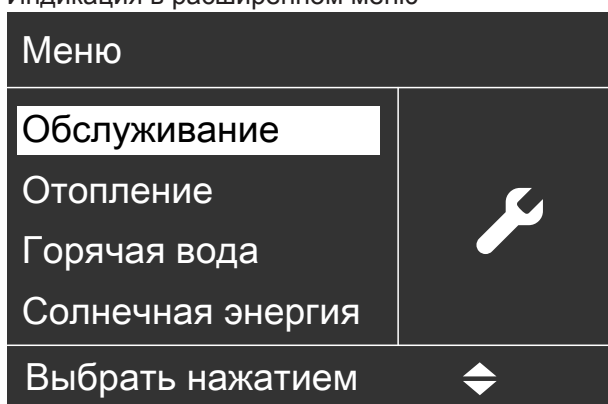 Индикация в расширенном меню
Меню
Обслуживание
Отопление
Горячая вода
Солнечная энергия
Выбрать нажатием